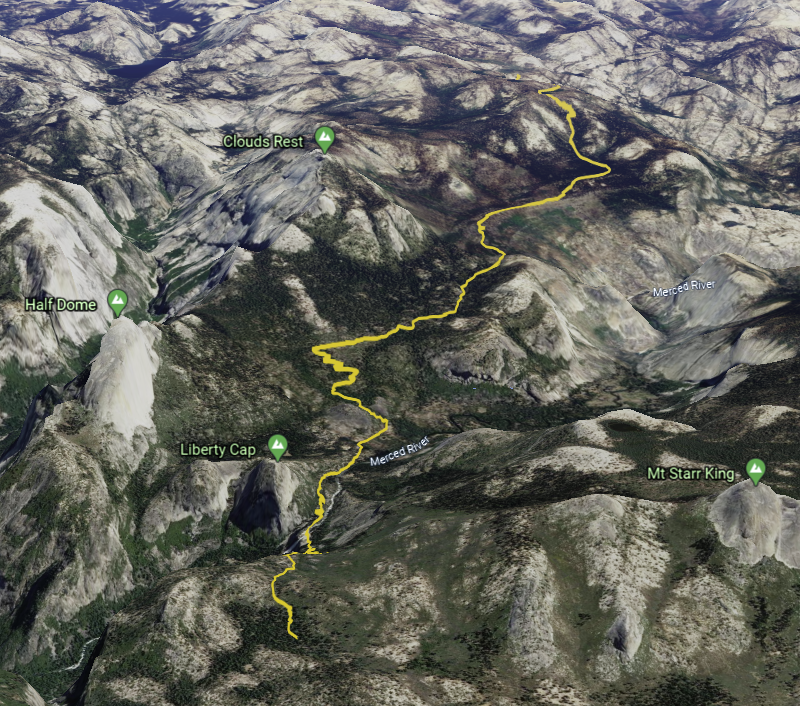 Clouds Rest
Merced River
Half Dome
Liberty Cap
Merced River
Mt Starr King